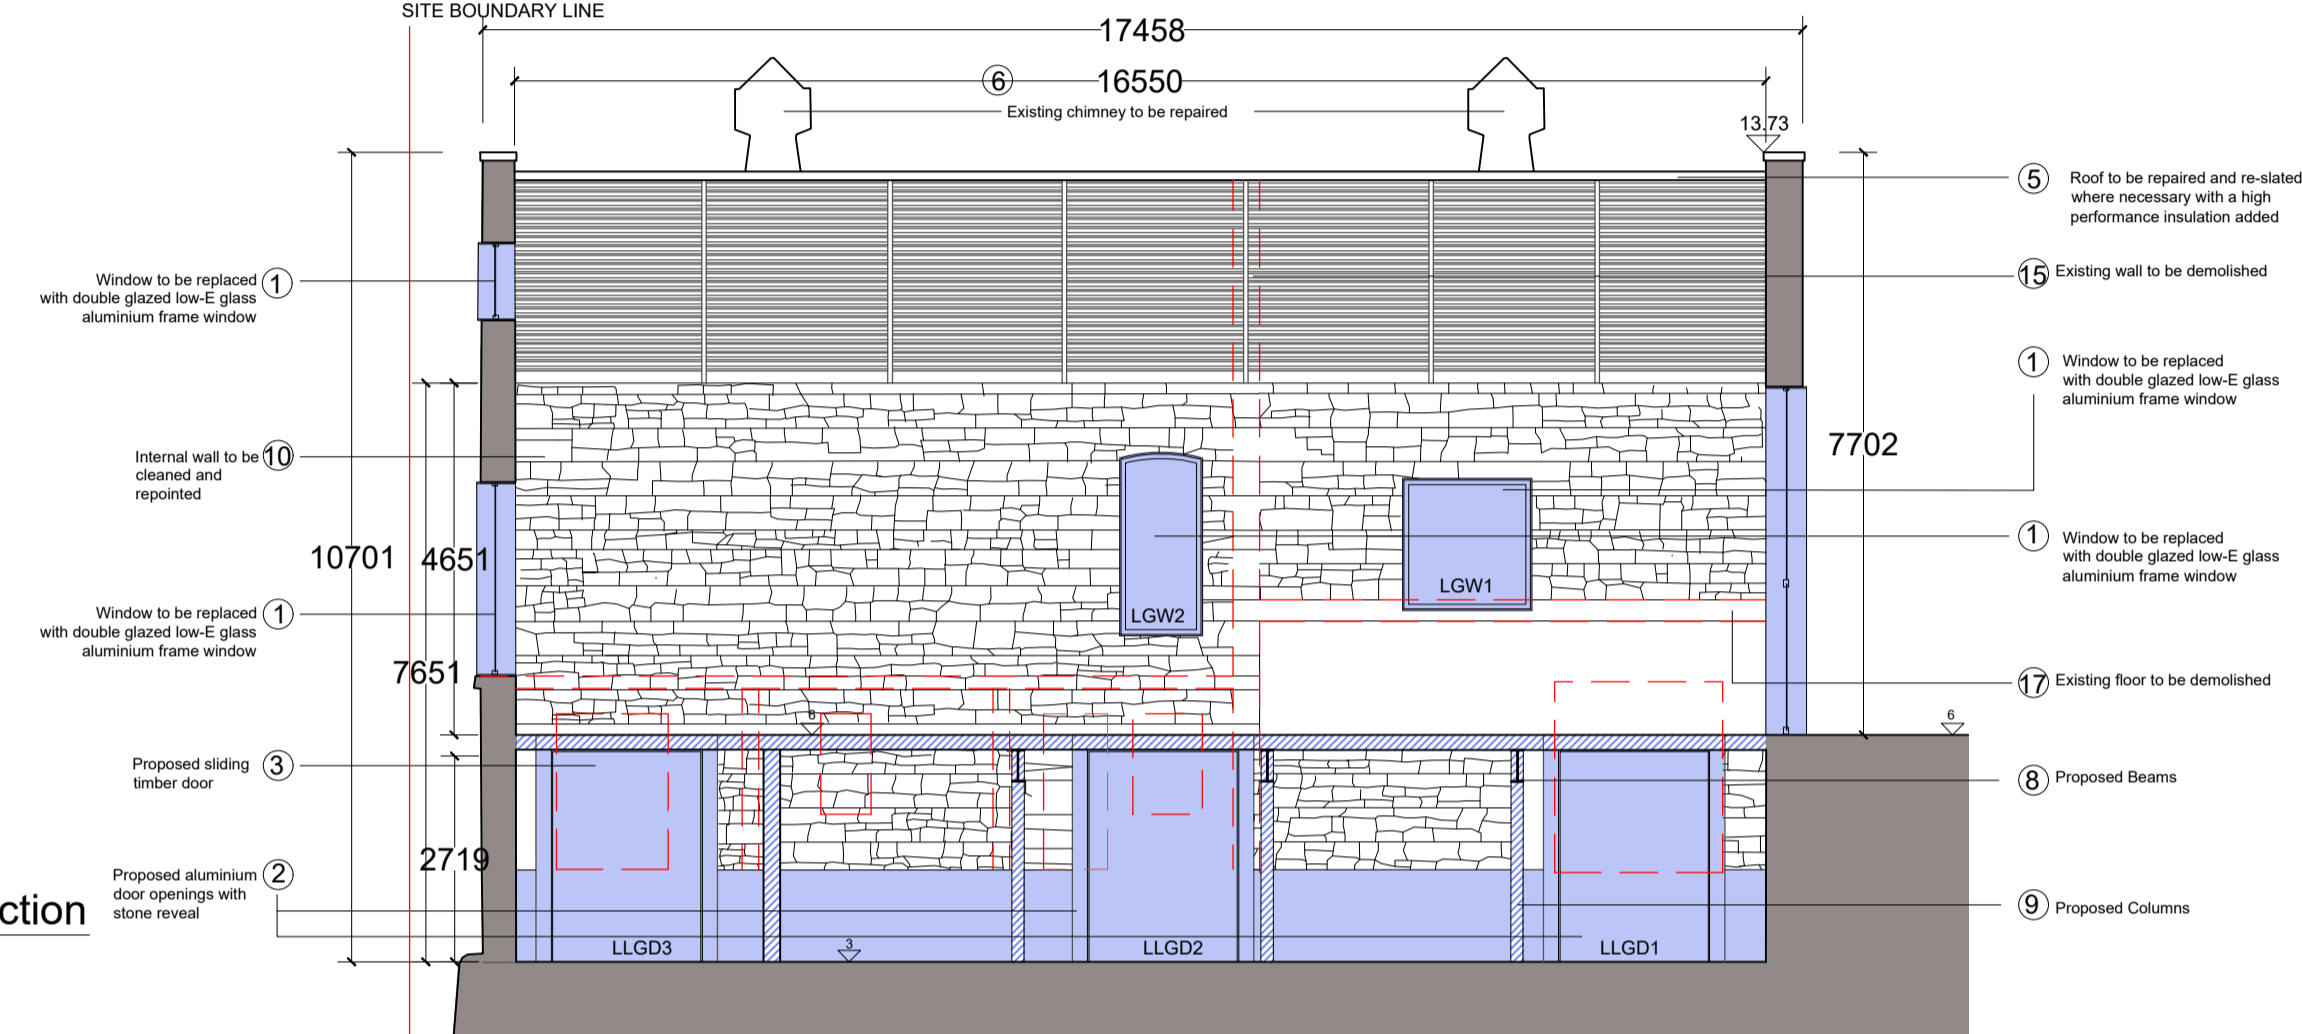 SITE BOUNDARY LINE
17458
6
16550
Existing chimney to be repaired
13.73
5
Roof to be repaired and re-slated
where necessary with a high
performance insulation added
15
Existing wall to be demolished
1
Window to be replaced
with double glazed low-E glass
aluminium frame window
1
Window to be replaced
with double glazed low-E glass
aluminium frame window
7702
Internal wall to be
cleaned and
repointed
10
10701
4651
1
Window to be replaced
with double glazed low-E glass
aluminium frame window
LGW1
LGW2
Window to be replaced
with double glazed low-E glass
aluminium frame window
1
7651
17
Existing floor to be demolished
6
6
Proposed sliding
timber door
3
8
Proposed Beams
2719
Proposed aluminium
door openings with
stone reveal
2
9
Proposed Columns
ction
LLGD3
3
LLGD2
LLGD1